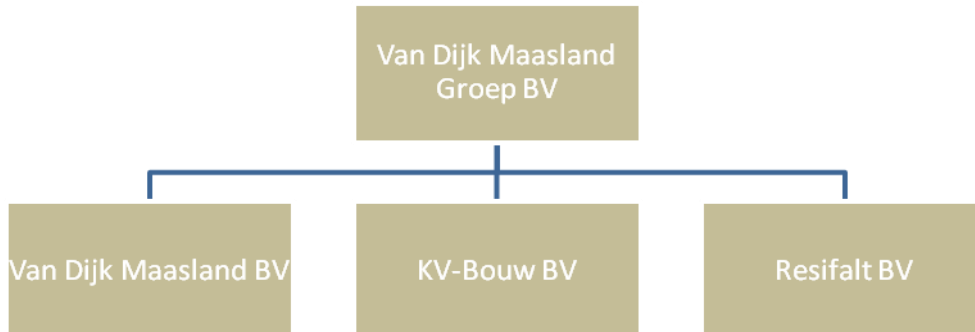 Van Dijk Maasland
Groep BV
Van Dijk Maasland BV
KV-Bouw BV
Resifalt BV